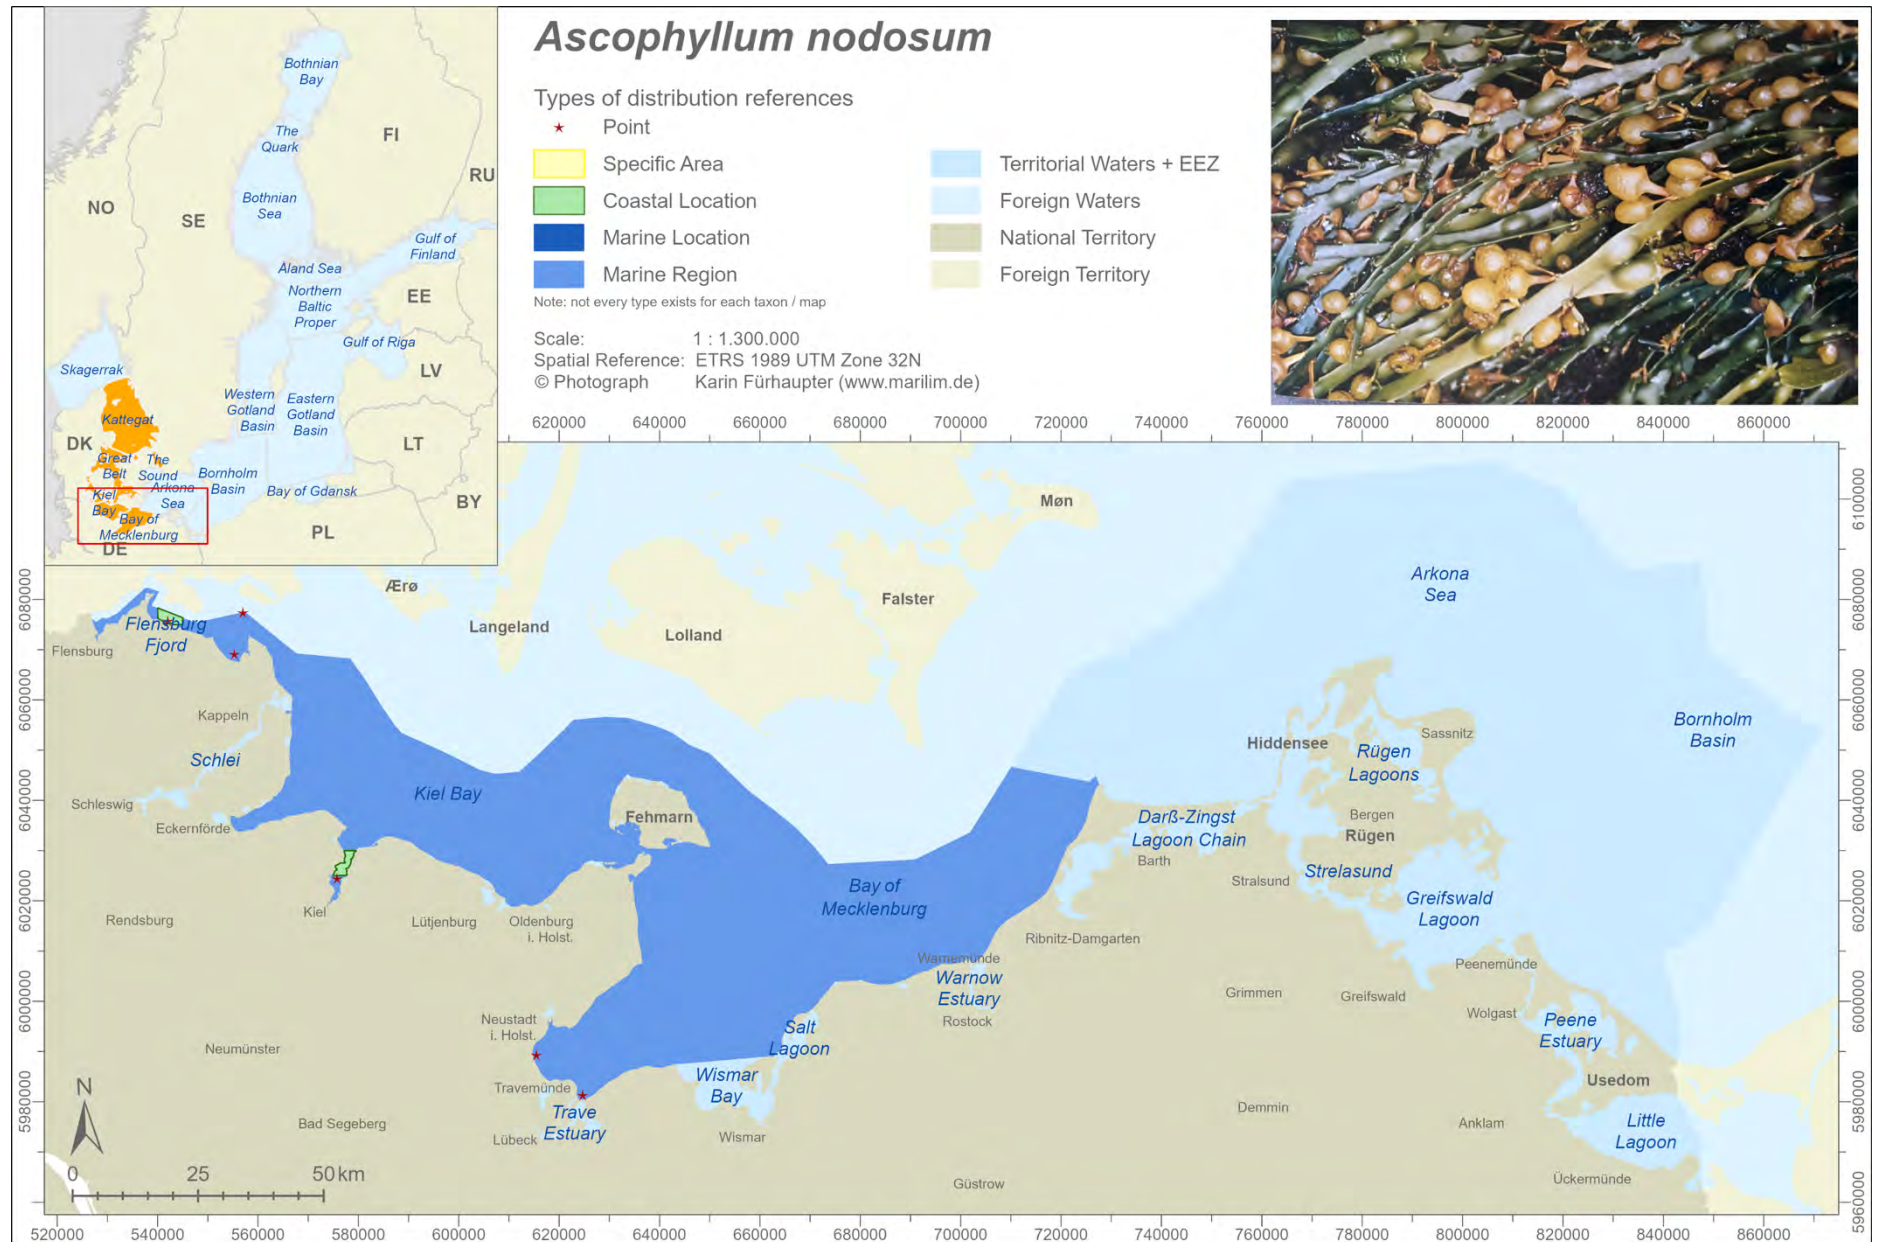 Ascophyllum nodosum
Types of distribution references
Point
Specific Area
Coastal Location
Marine Location
Marine Region
Territorial Waters + EEZ
Foreign Waters
National Territory
Foreign Territory
Note: not every type exists for each taxon / map
Scale: 1 : 1.300.000
Spatial Reference: ETRS 1989 UTM Zone 32N
© Photograph Karin Fürhaupter (www.marilim.de)
Bothnian
Bay
The
Quark
FI
RU
NO
SE
Bothnian
Sea
Gulf of
Finland
Åland Sea
Northern
Baltic
Proper
EE
Gulf of Riga
Skagerrak
LV
Western
Gotland
Basin
Eastern
Gotland
Basin
Kattegat
DK
LT
Great
Belt
The
Sound
Bornholm
Basin
Arkona
Sea
Bay of Gdansk
Kiel
Bay
BY
Bay of
Mecklenburg
PL
DE
620000 640000 660000 680000 700000 720000 740000 760000 780000 800000 820000 840000 860000
6100000
6080000
6060000
6040000
6020000
6000000
5980000
5960000
6080000
6060000
6040000
6020000
6000000
5980000
Møn
Ærø
Arkona
Sea
Falster
Langeland
Lolland
Flensburg
Fjord
Flensburg
Kappeln
Schlei
Schleswig
Eckernförde
Kiel Bay
Fehmarn
Hiddensee
Sassnitz
Rügen
Lagoons
Bornholm
Basin
Bergen
Rügen
Darß-Zingst
Lagoon Chain
Barth
Strelasund
Stralsund
Greifswald
Lagoon
Bay of
Mecklenburg
Rendsburg
Kiel
Lütjenburg
Oldenburg
i. Holst.
Ribnitz-Damgarten
Warnemünde
Warnow
Estuary
Rostock
Peenemünde
Grimmen
Greifswald
Wolgast
Peene
Estuary
Neustadt
i. Holst.
Salt
Lagoon
Neumünster
Wismar
Bay
Travemünde
Trave
Estuary
Usedom
Demmin
Anklam
Little
Lagoon
Bad Segeberg
Lübeck
Wismar
Güstrow
Ückermünde
N
0 25 50 km
520000 540000 560000 580000 600000 620000 640000 660000 680000 700000 720000 740000 760000 780000 800000 820000 840000 860000